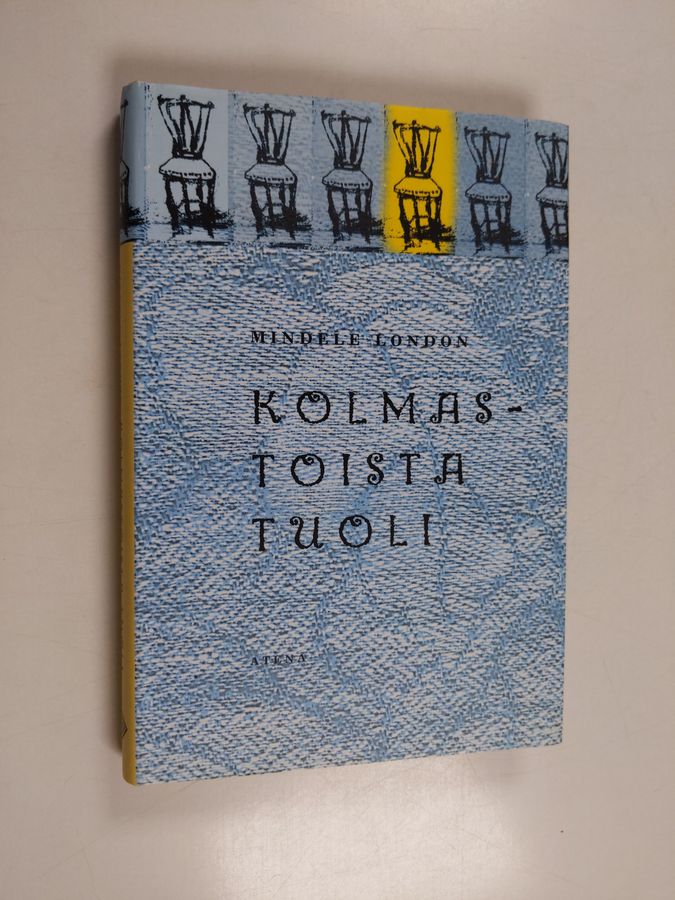 MINDELE LONDON
KOLMAS-
TOISTA
TUOLI
ATENA